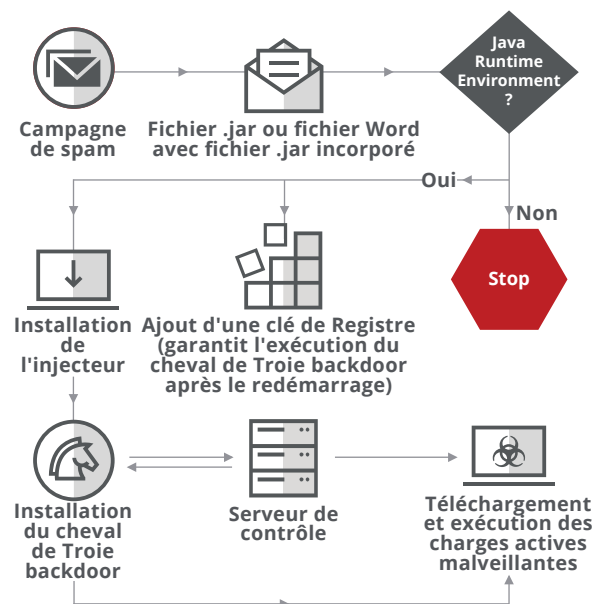 Java
Runtime
Environment
?
Campagne
de spam
Fichier .jar ou fichier Word
avec fichier .jar incorporé
Oui
Non
Stop
Installation
de
l'injecteur
Ajout d'une clé de Registre
(garantit l'exécution du
cheval de Troie backdoor
après le redémarrage)
Installation
du cheval
de Troie
backdoor
Serveur de
contrôle
Téléchargement
et exécution des
charges actives
malveillantes